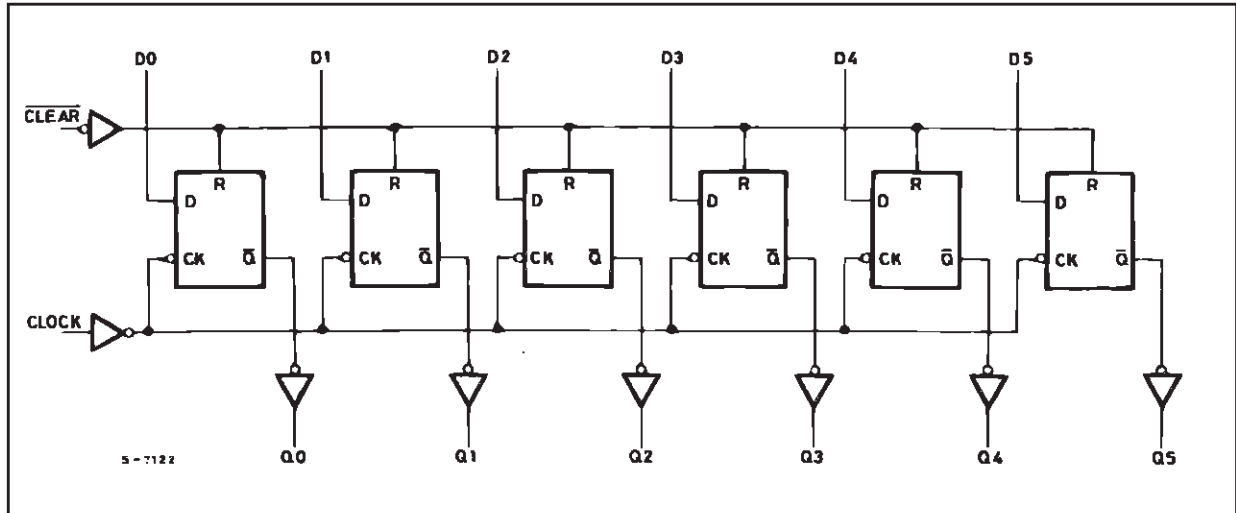 D0 D1 D2 D3 D4 D5
C̅L̅E̅A̅R̅
R R R R R R
D D D D D D
CK Q̅ CK Q̅ CK Q̅ CK Q̅ CK Q̅ CK Q̅
CLOCK
S-7122 Q0 Q1 Q2 Q3 Q4 Q5